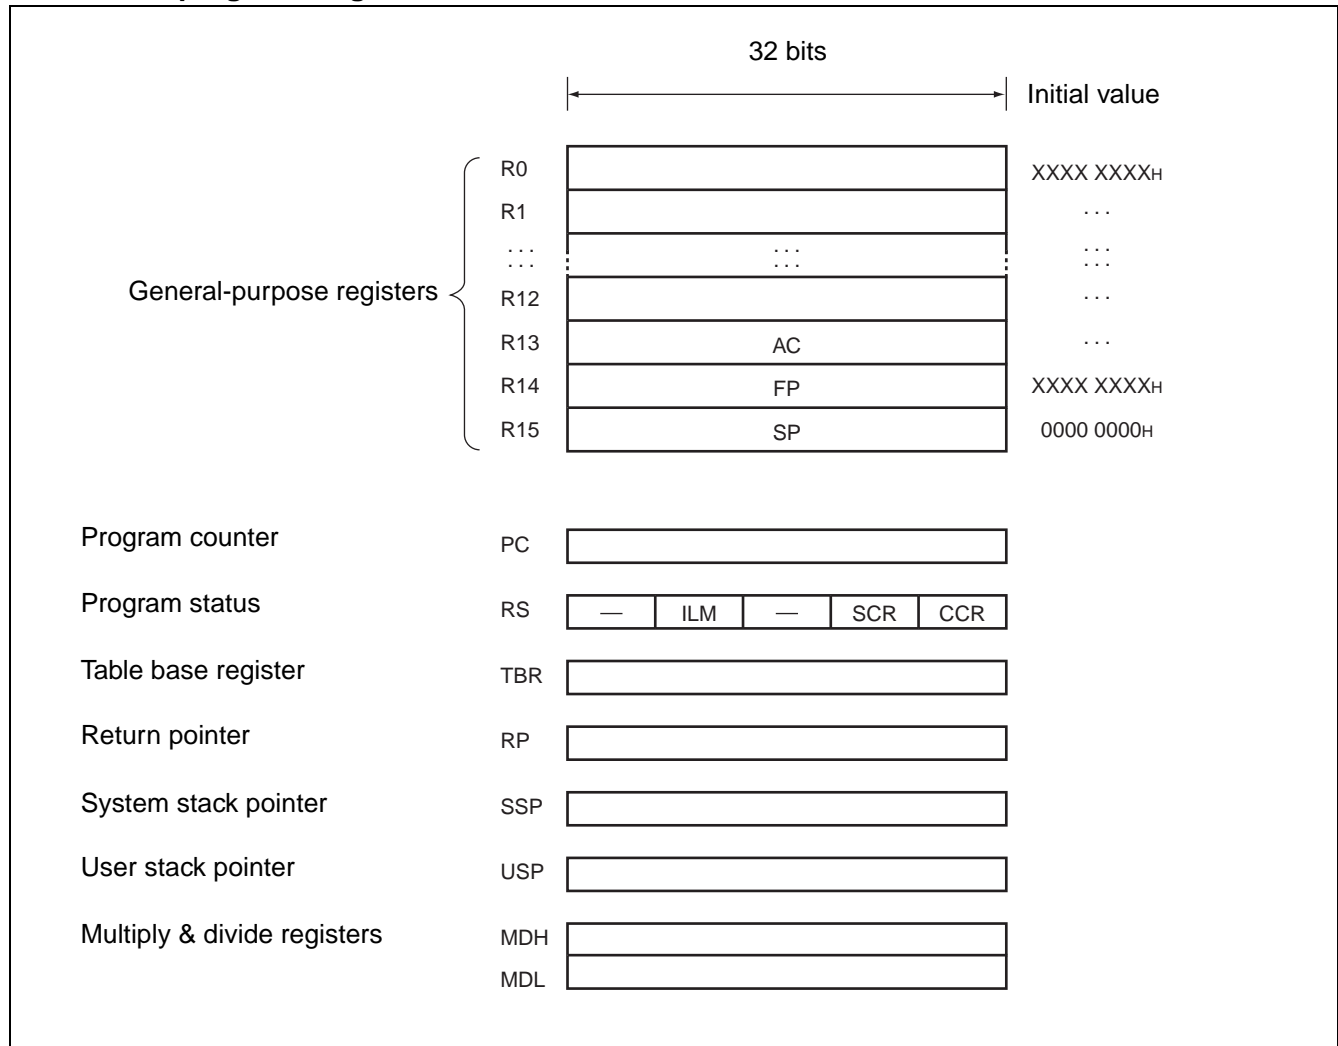 32 bits
Initial value
R0 XXXX XXXXH
R1 ...
... ... ...
... ... ...
General-purpose registers
R12 ...
R13 AC ...
R14 FP XXXX XXXXH
R15 SP 0000 0000H
Program counter PC
Program status RS — ILM — SCR CCR
Table base register TBR
Return pointer RP
System stack pointer SSP
User stack pointer USP
Multiply & divide registers MDH
MDL